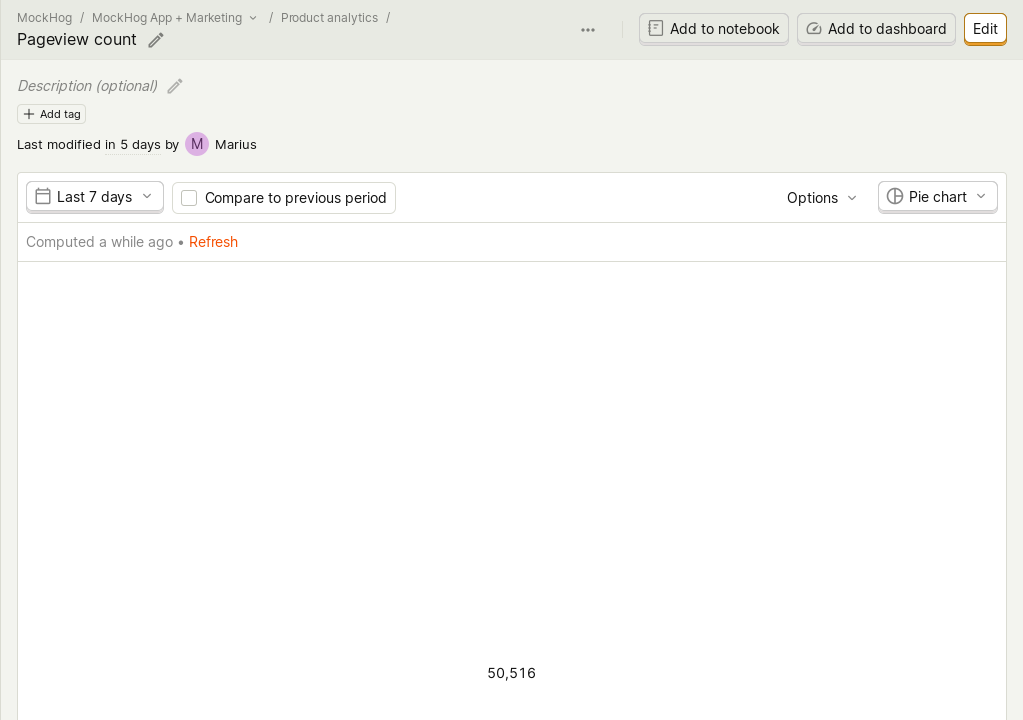 MockHog / MockHog App + Marketing / Product analytics /
Pageview count
Add to notebook
Add to dashboard
Edit
Description (optional)
Add tag
Last modified in 5 days by M Marius
Last 7 days
Compare to previous period
Options
Pie chart
Computed a while ago • Refresh
50,516